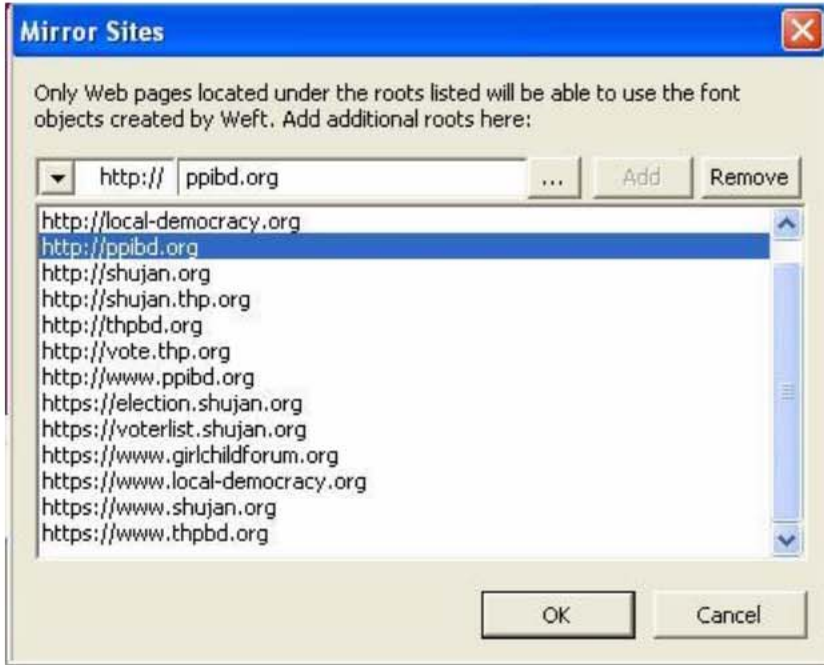 Mirror Sites
Only Web pages located under the roots listed will be able to use the font
objects created by Weft. Add additional roots here:
http:// ppibd.org ... Add Remove
http://local-democracy.org
http://ppibd.org
http://shujan.org
http://shujan.thp.org
http://thpbd.org
http://vote.thp.org
http://www.ppibd.org
https://election.shujan.org
https://voterlist.shujan.org
https://www.girlchildforum.org
https://www.local-democracy.org
https://www.shujan.org
https://www.thpbd.org
OK Cancel